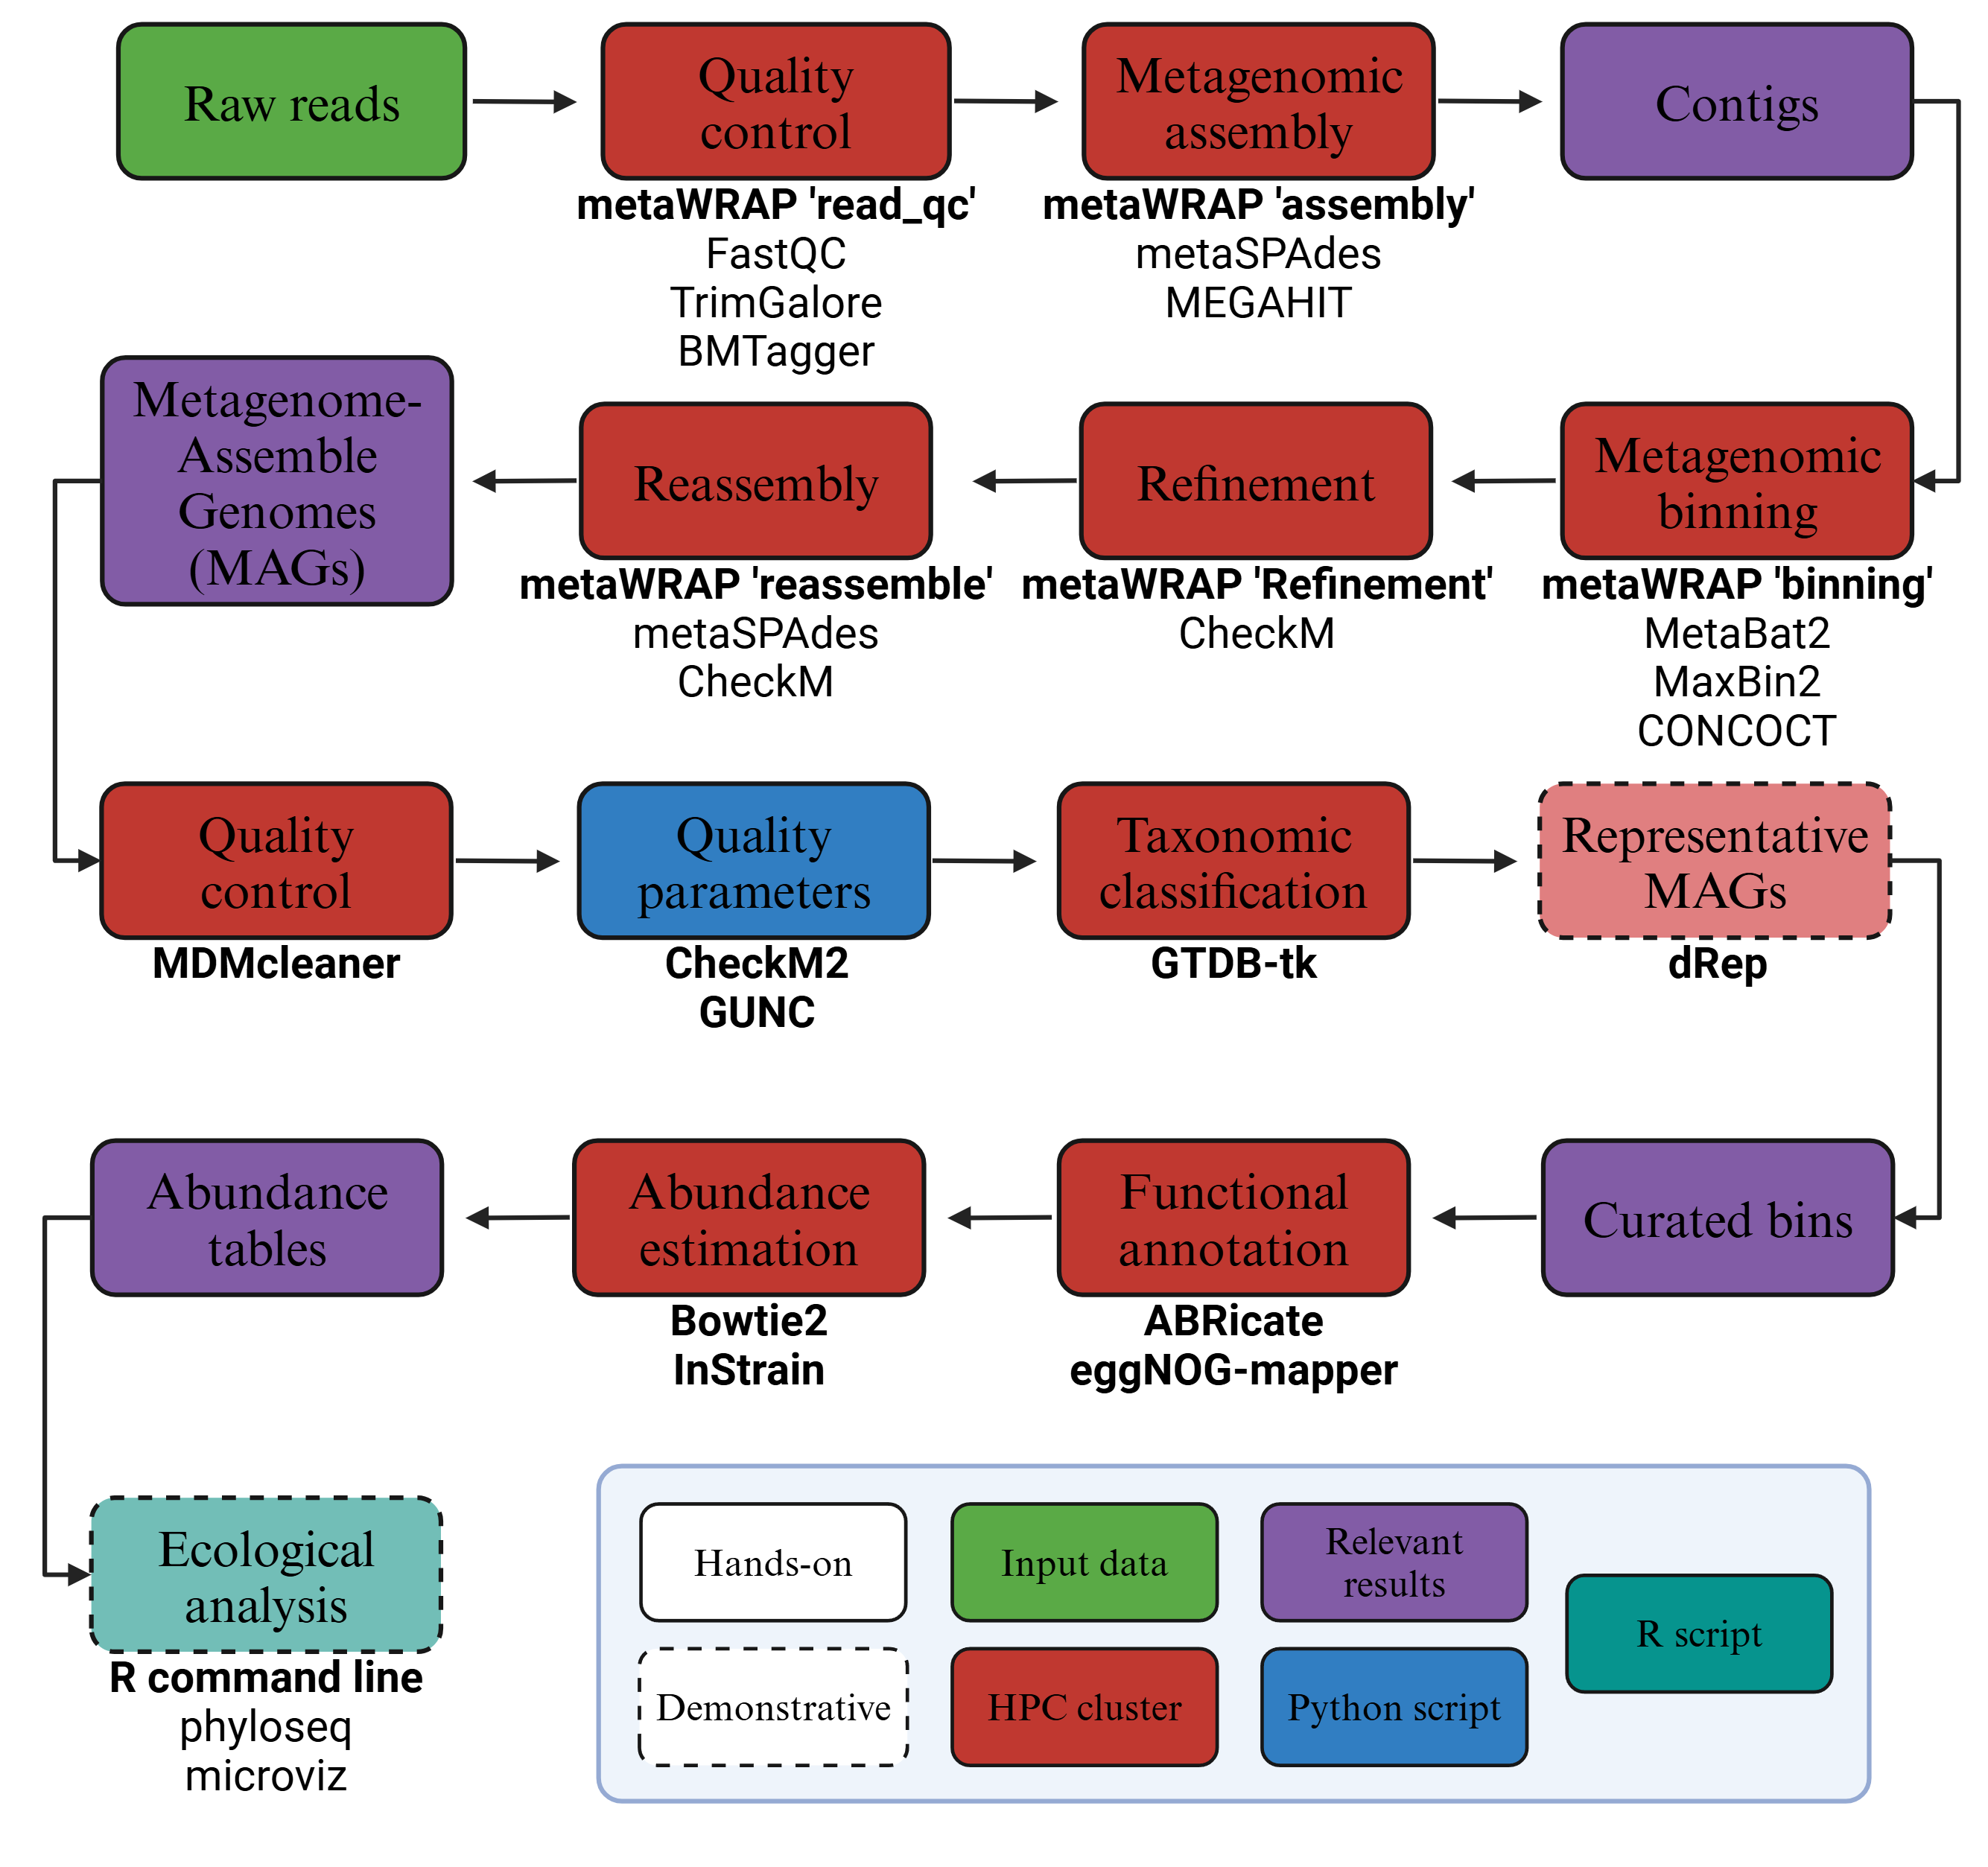 Raw reads
Quality
control
metaWRAP 'read_qc'
FastQC
TrimGalore
BMTagger
Metagenomic
assembly
metaWRAP 'assembly'
metaSPAdes
MEGAHIT
Contigs
Metagenomic
binning
metaWRAP 'binning'
MetaBat2
MaxBin2
CONCOCT
Refinement
metaWRAP 'Refinement'
CheckM
Reassembly
metaWRAP 'reassemble'
metaSPAdes
CheckM
Metagenome-
Assemble
Genomes
(MAGs)
Quality
control
MDMcleaner
Quality
parameters
CheckM2
GUNC
Taxonomic
classification
GTDB-tk
Representative
MAGs
dRep
Curated bins
Functional
annotation
ABRicate
eggNOG-mapper
Abundance
estimation
Bowtie2
InStrain
Abundance
tables
Ecological
analysis
R command line
phyloseq
microviz
Hands-on
Input data
Relevant
results
R script
Demonstrative
HPC cluster
Python script